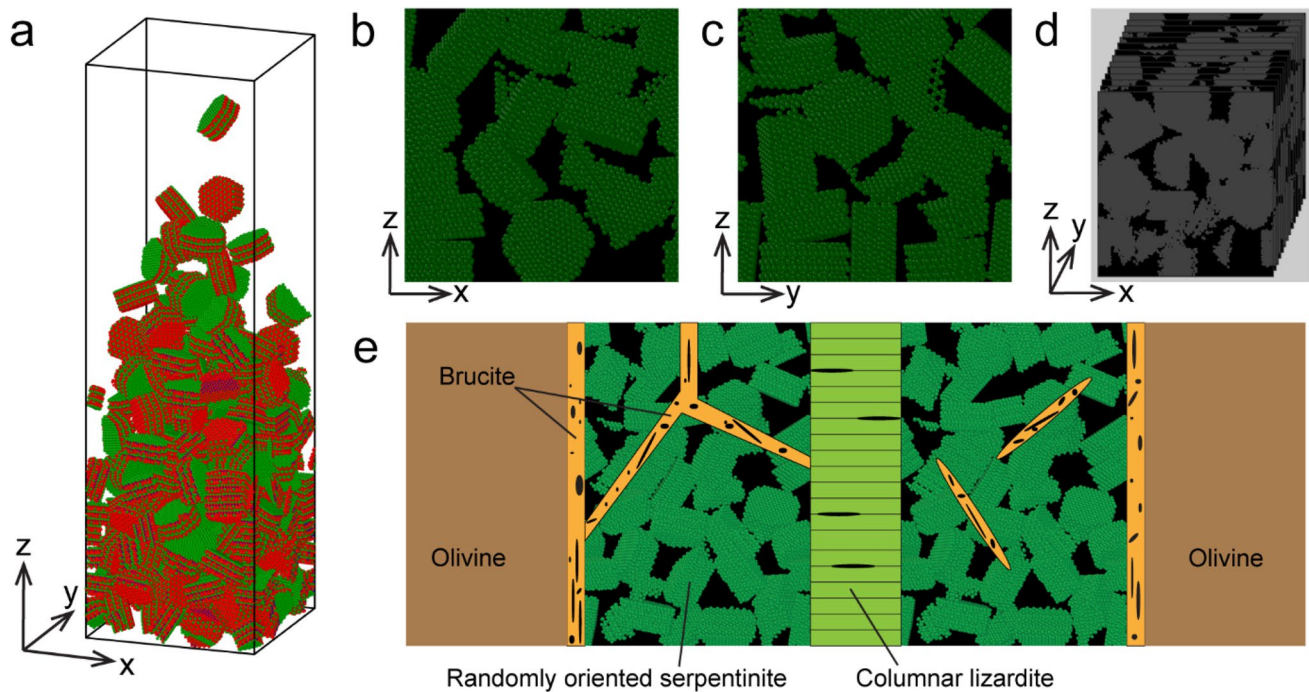 a
z
y
x
b
z
x
c
z
y
d
z
y
x
e
Brucite
Olivine
Olivine
Randomly oriented serpentinite
Columnar lizardite